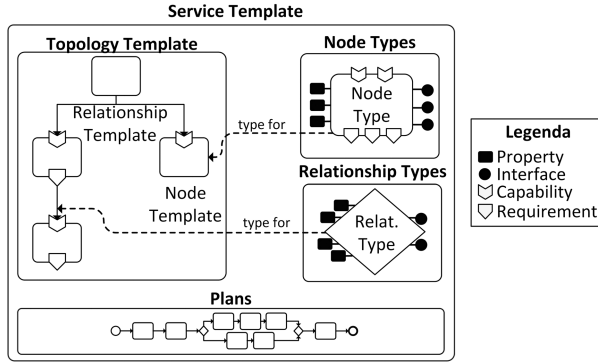 Service Template
Topology Template
Relationship
Template
Node
Template
type for
type for
Node Types
Node
Type
Relationship Types
Relat.
Type
Plans
Legenda
Property
Interface
Capability
Requirement